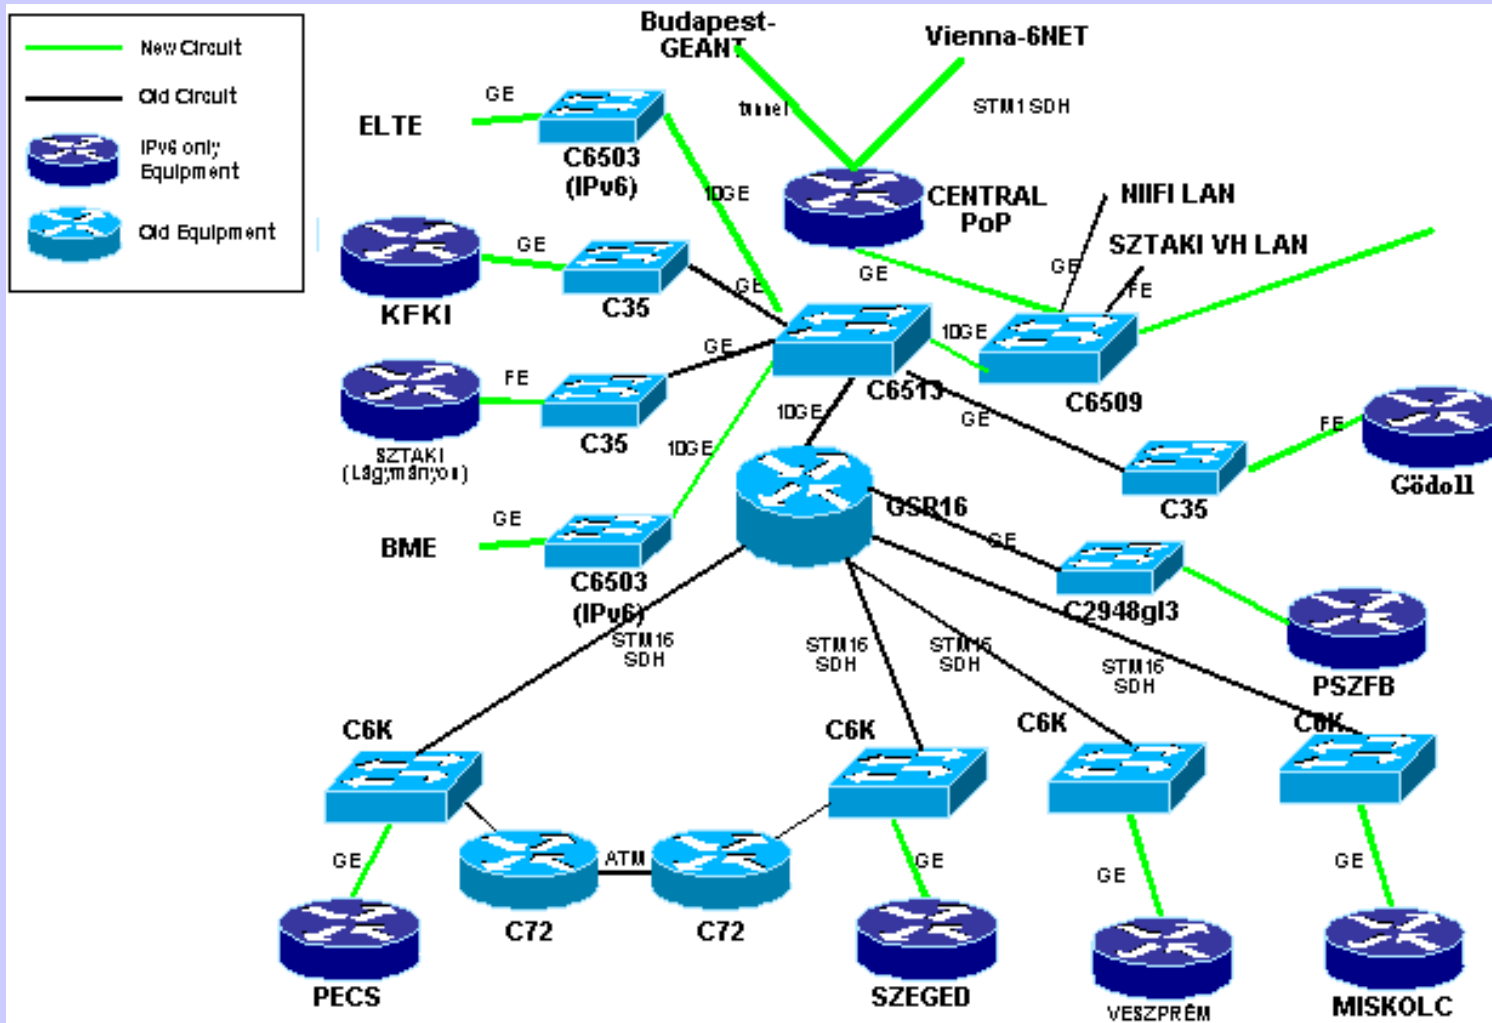 New Circuit
Old Circuit
IPv6 only
Equipment
Old Equipment
Budapest-
GEANT
Vienna-6NET
tunnel
STM1 SDH
GE
ELTE
C6503
(IPv6)
10GE
CENTRAL
PoP
NIIFI LAN
SZTAKI VH LAN
GE
GE
FE
GE
KFKI
C35
GE
10GE
C6513
C6509
GE
FE
C35
SZTAKI
(Lágymányos)
10GE
10GE
GE
FE
Gödoll
C35
GSR16
GE
BME
GE
C6503
(IPv6)
C2948gl3
PSZFB
STM16
SDH
STM16
SDH
STM16
SDH
STM16
SDH
C6K
C6K
C6K
C6K
GE
ATM
GE
GE
GE
C72
C72
PECS
SZEGED
VESZPRÉM
MISKOLC